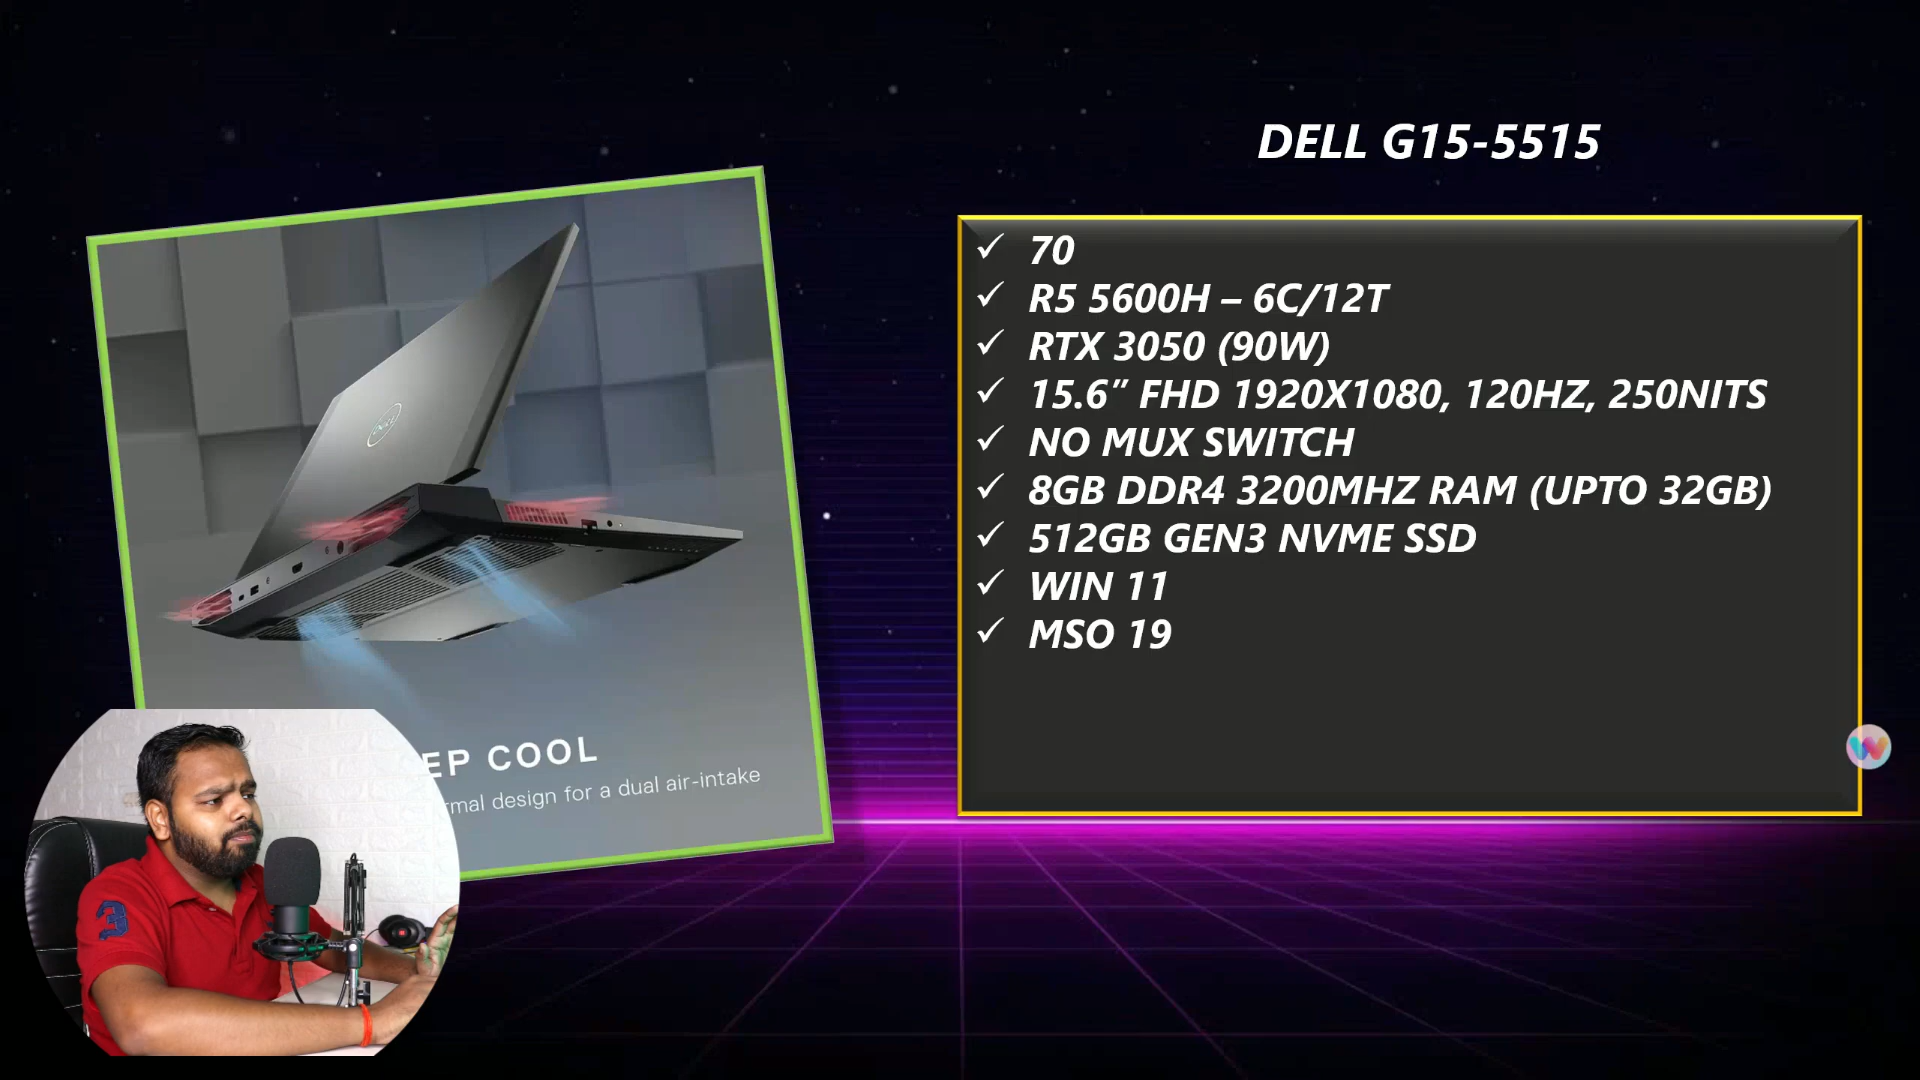 DELL G15-5515
70
R5 5600H – 6C/12T
RTX 3050 (90W)
15.6” FHD 1920X1080, 120HZ, 250NITS
NO MUX SWITCH
8GB DDR4 3200MHZ RAM (UPTO 32GB)
512GB GEN3 NVME SSD
WIN 11
MSO 19
DELL
EP COOL
rmal design for a dual air-intake
3
W